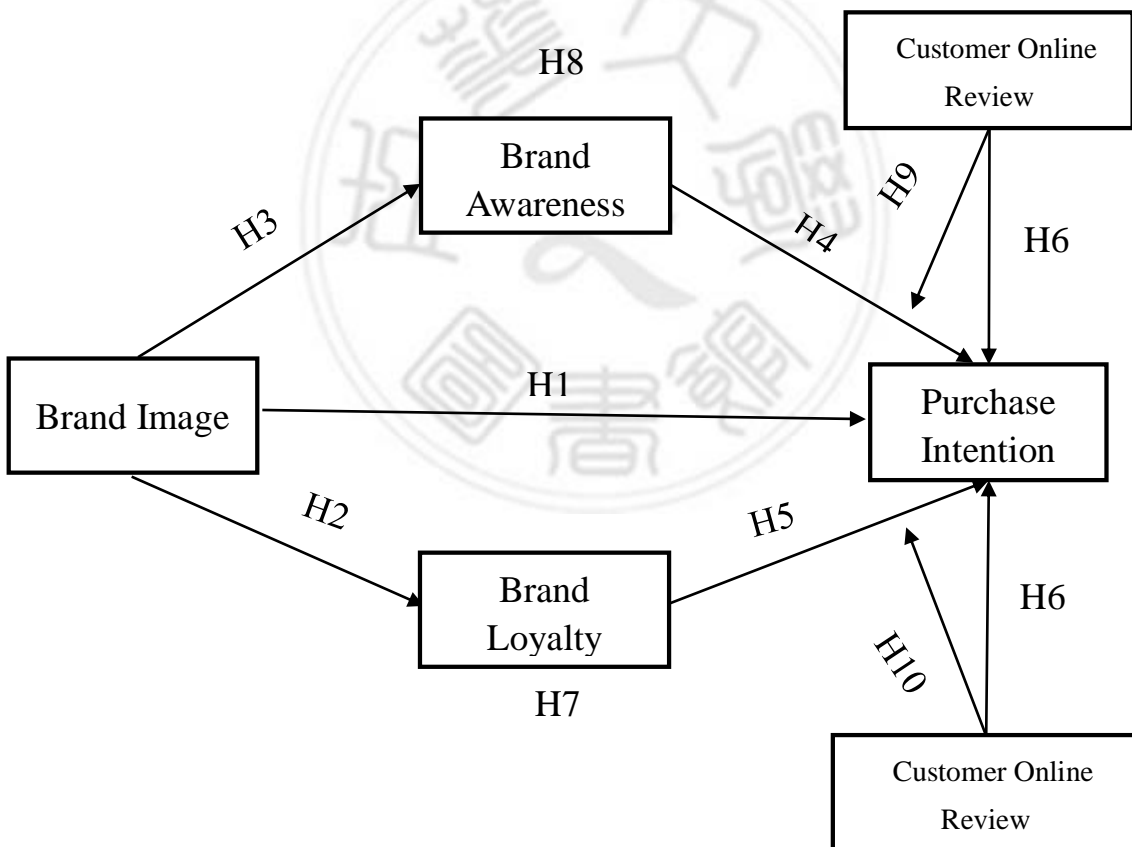 H8
Customer Online
Review
Brand
Awareness
H9
H3
H4
H6
Brand Image
H1
Purchase
Intention
H2
H5
Brand
Loyalty
H6
H10
H7
Customer Online
Review